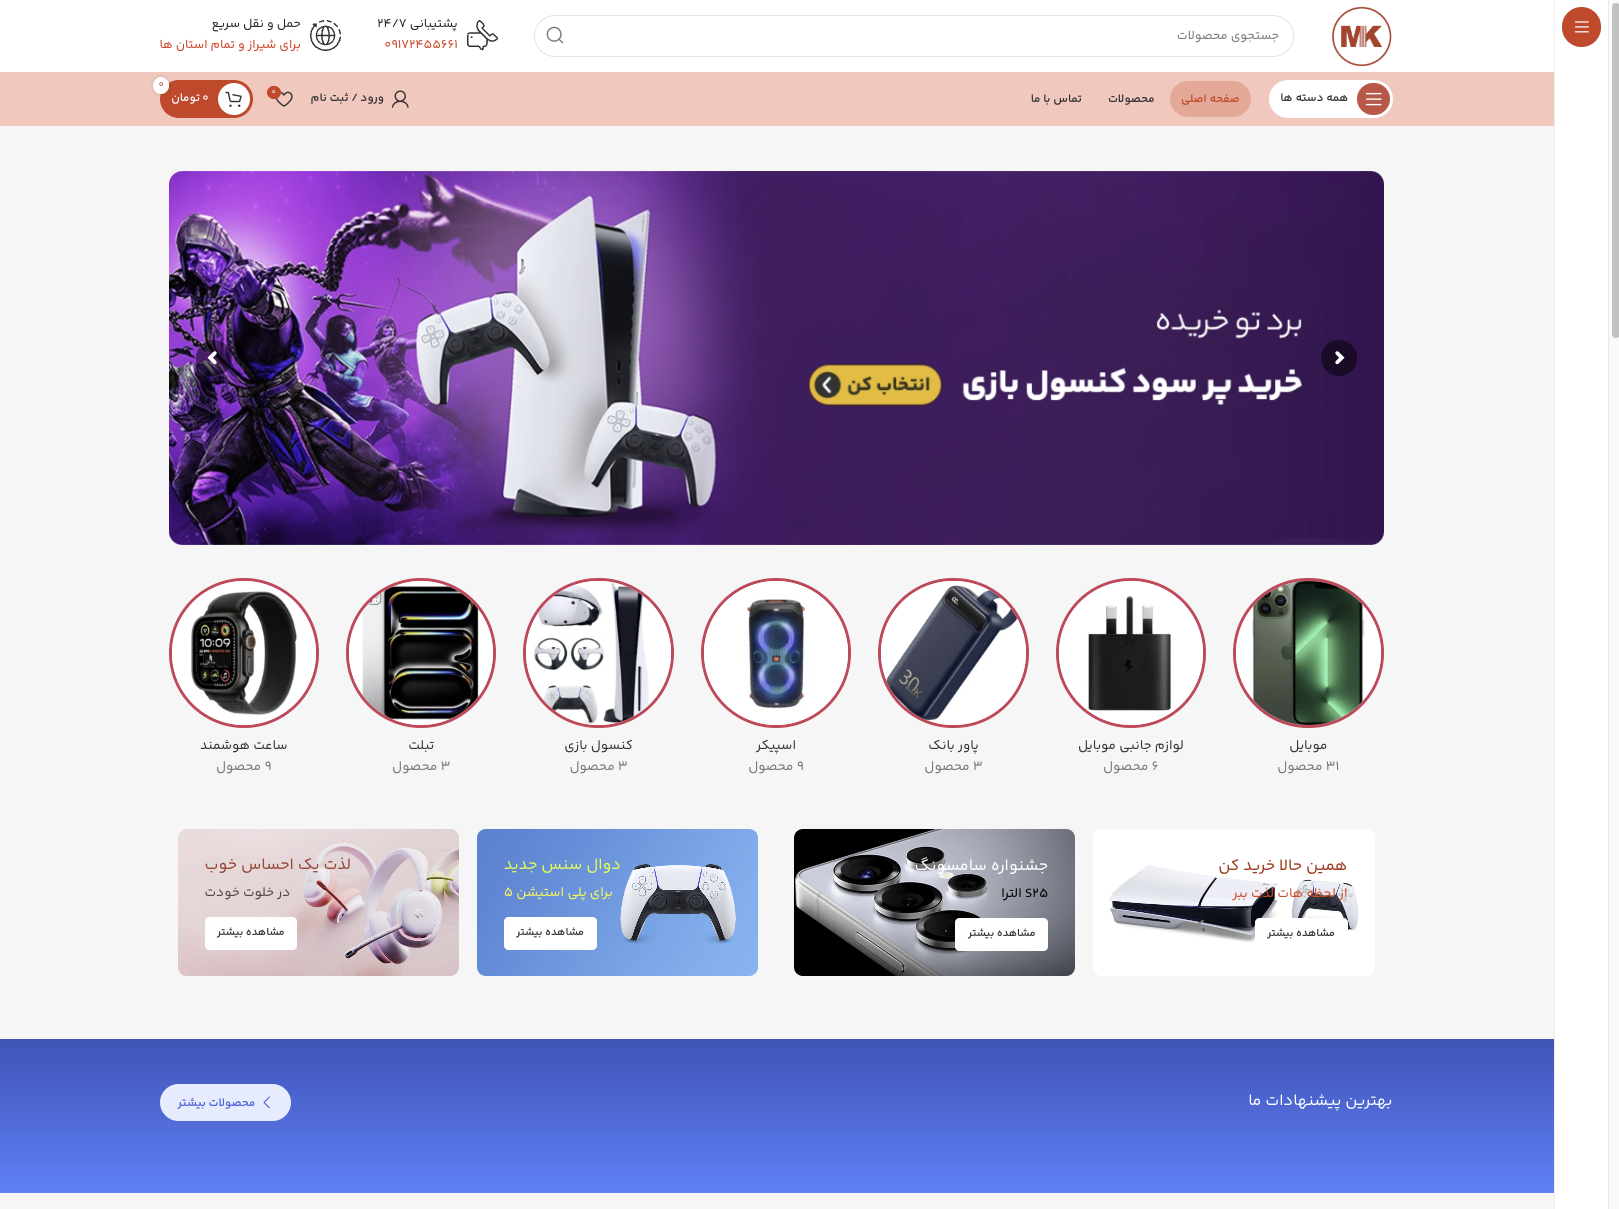 MK
جستجوی محصولات
پشتیبانی ۲۴/۷
۰۹۱۷۲۴۵۵۶۶۱
حمل و نقل سریع
برای شیراز و تمام استان ها
همه دسته ها
صفحه اصلی
محصولات
تماس با ما
ورود / ثبت نام
۰
۰ تومان
۰
برد تو خریده
خرید پر سود کنسول بازی
انتخاب کن
10:09
30K
موبایل
۳۱ محصول
لوازم جانبی موبایل
۶ محصول
پاور بانک
۳ محصول
اسپیکر
۹ محصول
کنسول بازی
۳ محصول
تبلت
۳ محصول
ساعت هوشمند
۹ محصول
همین حالا خرید کن
از لحظه هات لذت ببر
مشاهده بیشتر
جشنواره سامسونگ
S۲۵ الترا
مشاهده بیشتر
دوال سنس جدید
برای پلی استیشن ۵
مشاهده بیشتر
لذت یک احساس خوب
در خلوت خودت
مشاهده بیشتر
بهترین پیشنهادات ما
محصولات بیشتر